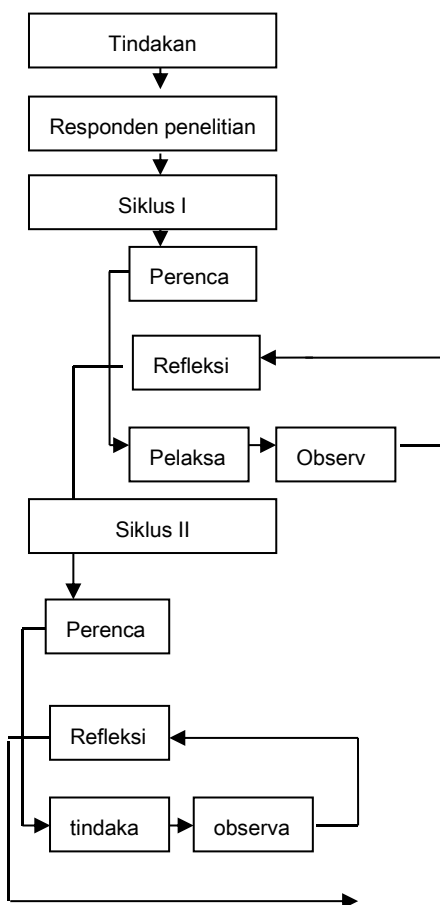 Tindakan
Responden penelitian
Siklus I
Perenca
Refleksi
Pelaksa
Observ
Siklus II
Perenca
Refleksi
tindaka
observa